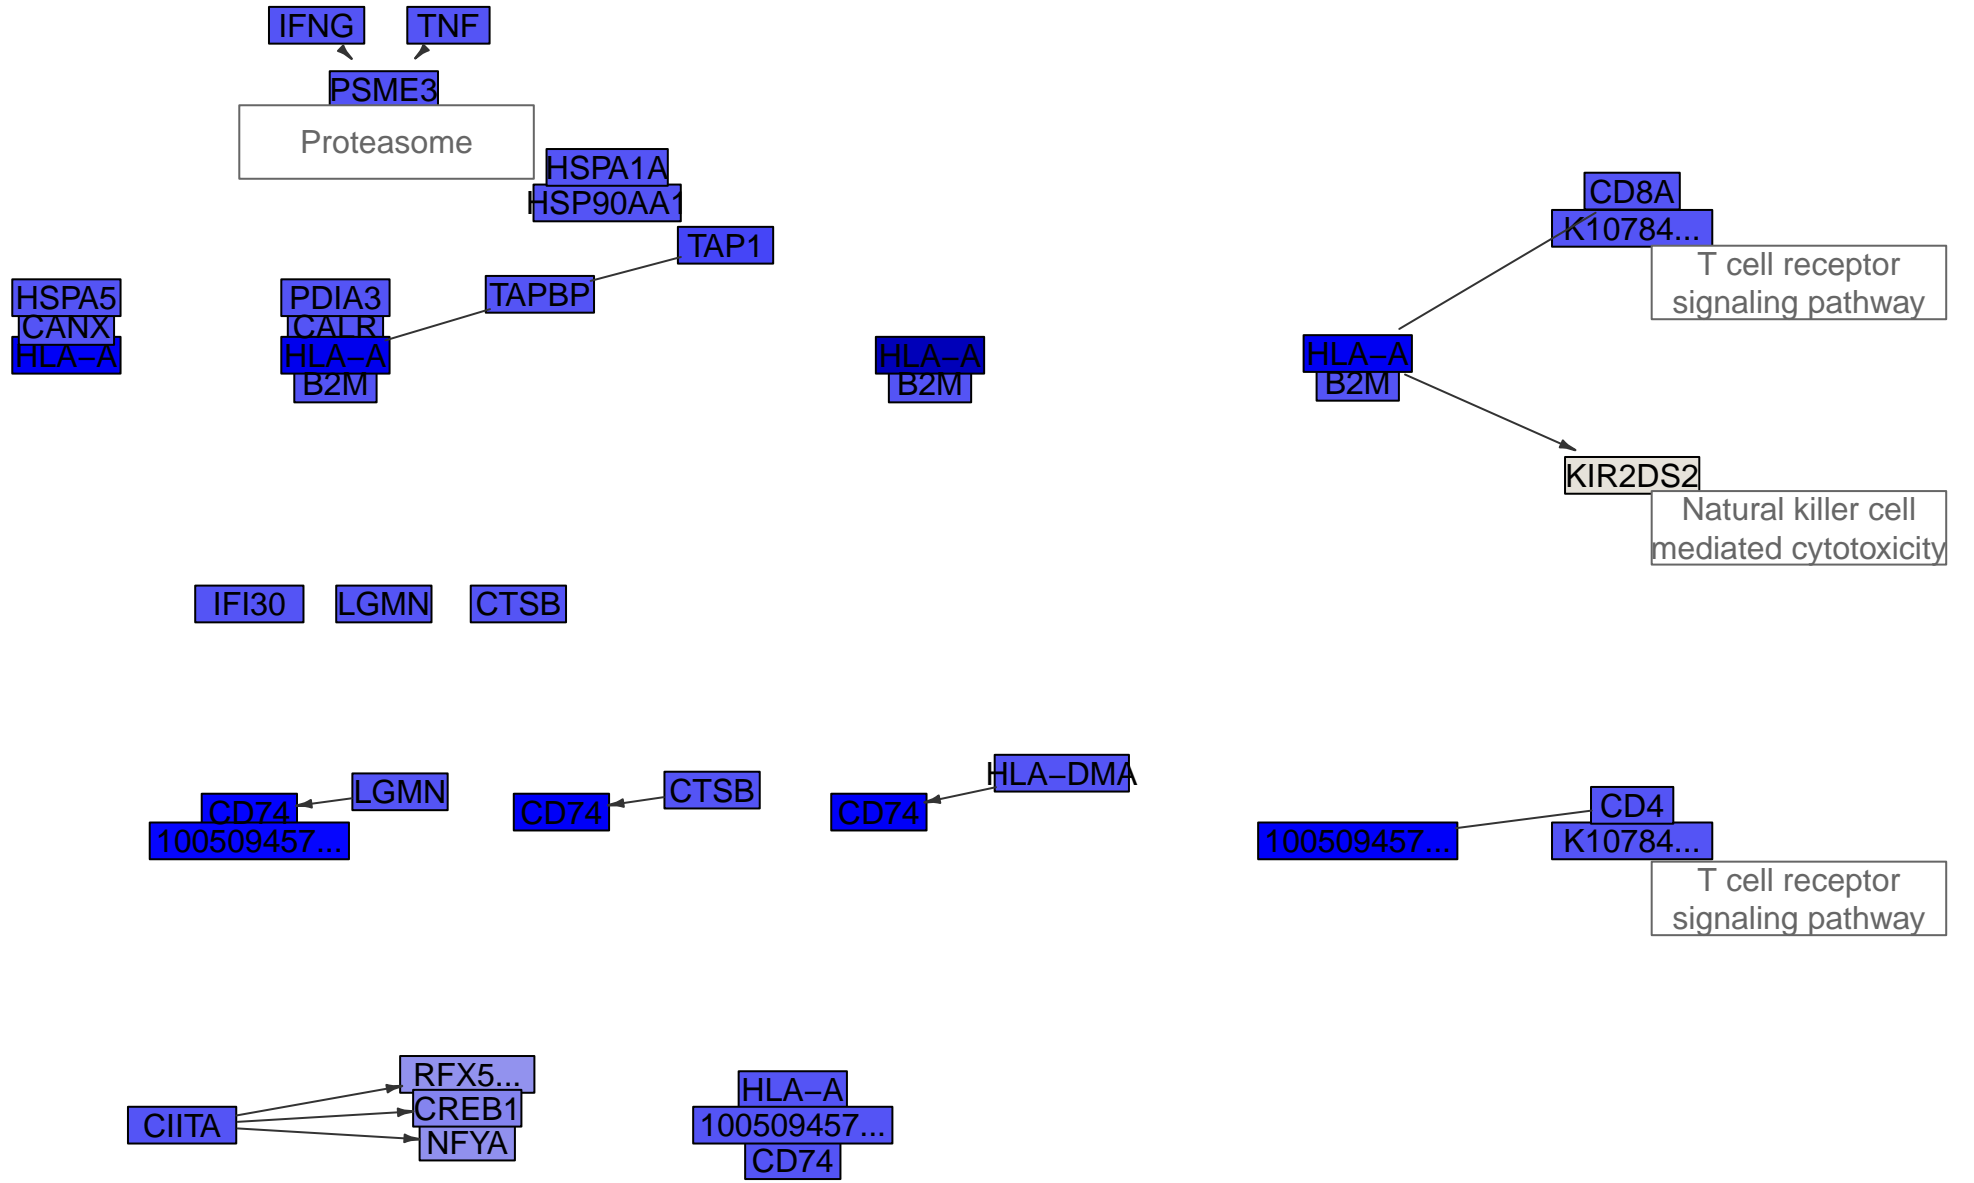 IFNG
TNF
PSME3
Proteasome
HSPA1A
HSP90AA1
TAP1
TAPBP
CD8A
K10784...
T cell receptor
signaling pathway
HSPA5
CANX
HLA−A
PDIA3
CALR
HLA−A
B2M
HLA−A
B2M
HLA−A
B2M
KIR2DS2
Natural killer cell
mediated cytotoxicity
IFI30
LGMN
CTSB
LGMN
CD74
100509457...
CTSB
CD74
HLA−DMA
CD74
CD4
100509457...
K10784...
T cell receptor
signaling pathway
CIITA
RFX5...
CREB1
NFYA
HLA−A
100509457...
CD74